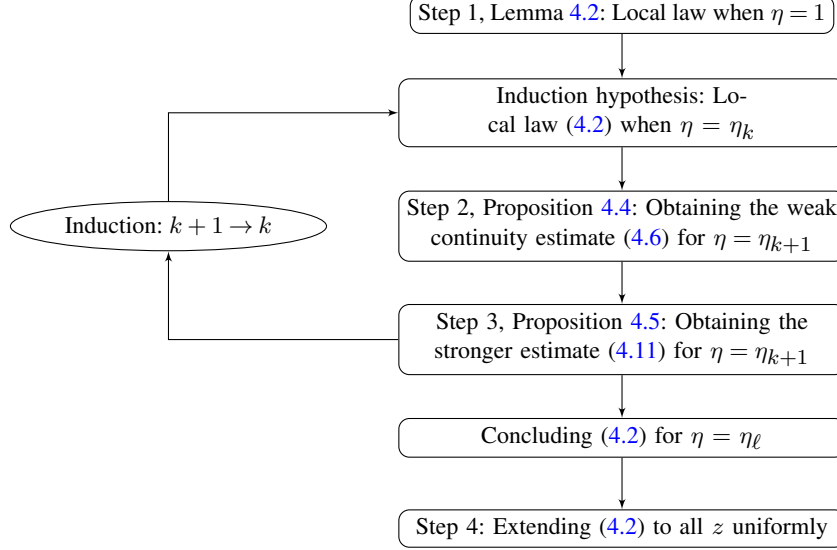 Step 1, Lemma 4.2: Local law when η = 1
Induction hypothesis: Lo-
cal law (4.2) when η = η_k
Step 2, Proposition 4.4: Obtaining the weak
continuity estimate (4.6) for η = η_{k+1}
Induction: k + 1 → k
Step 3, Proposition 4.5: Obtaining the
stronger estimate (4.11) for η = η_{k+1}
Concluding (4.2) for η = η_ℓ
Step 4: Extending (4.2) to all z uniformly